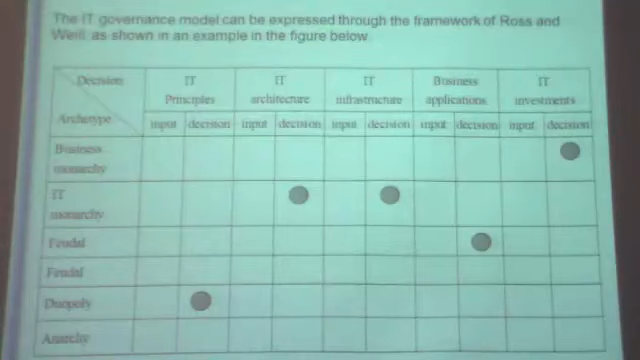 The IT governance model can be expressed through the framework of Ross and
Weill, as shown in an example in the figure below.
Decision
Archetype
IT
Principles
IT
architecture
IT
infrastructure
Business
applications
IT
investments
input decision input decision input decision input decision input decision
Business
monarchy
IT
monarchy
Feudal
Feudal
Duopoly
Anarchy